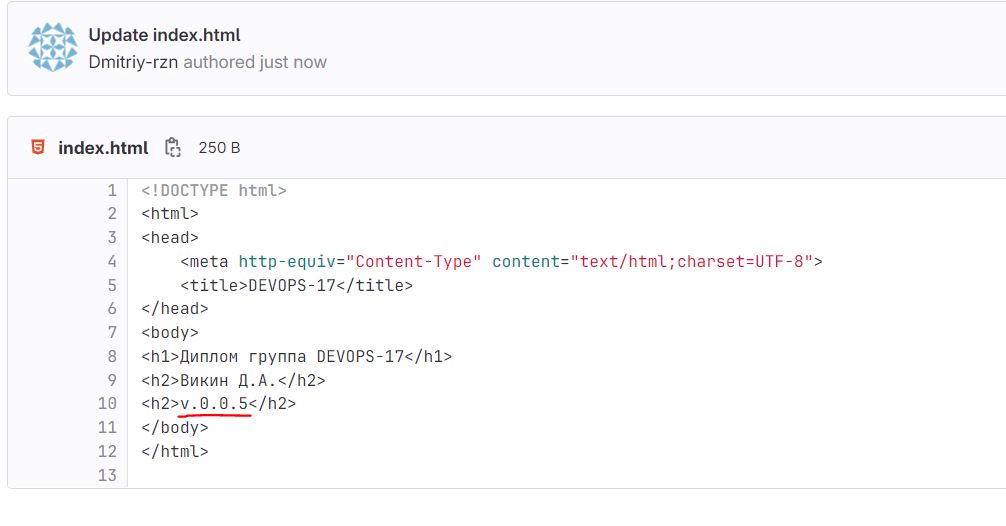 Update index.html
Dmitriy-rzn authored just now
index.html 250 B
1 <!DOCTYPE html>
2 <html>
3 <head>
4     <meta http-equiv="Content-Type" content="text/html;charset=UTF-8">
5     <title>DEVOPS-17</title>
6 </head>
7 <body>
8 <h1>Диплом группа DEVOPS-17</h1>
9 <h2>Викин Д.А.</h2>
10 <h2>v.0.0.5</h2>
11 </body>
12 </html>
13